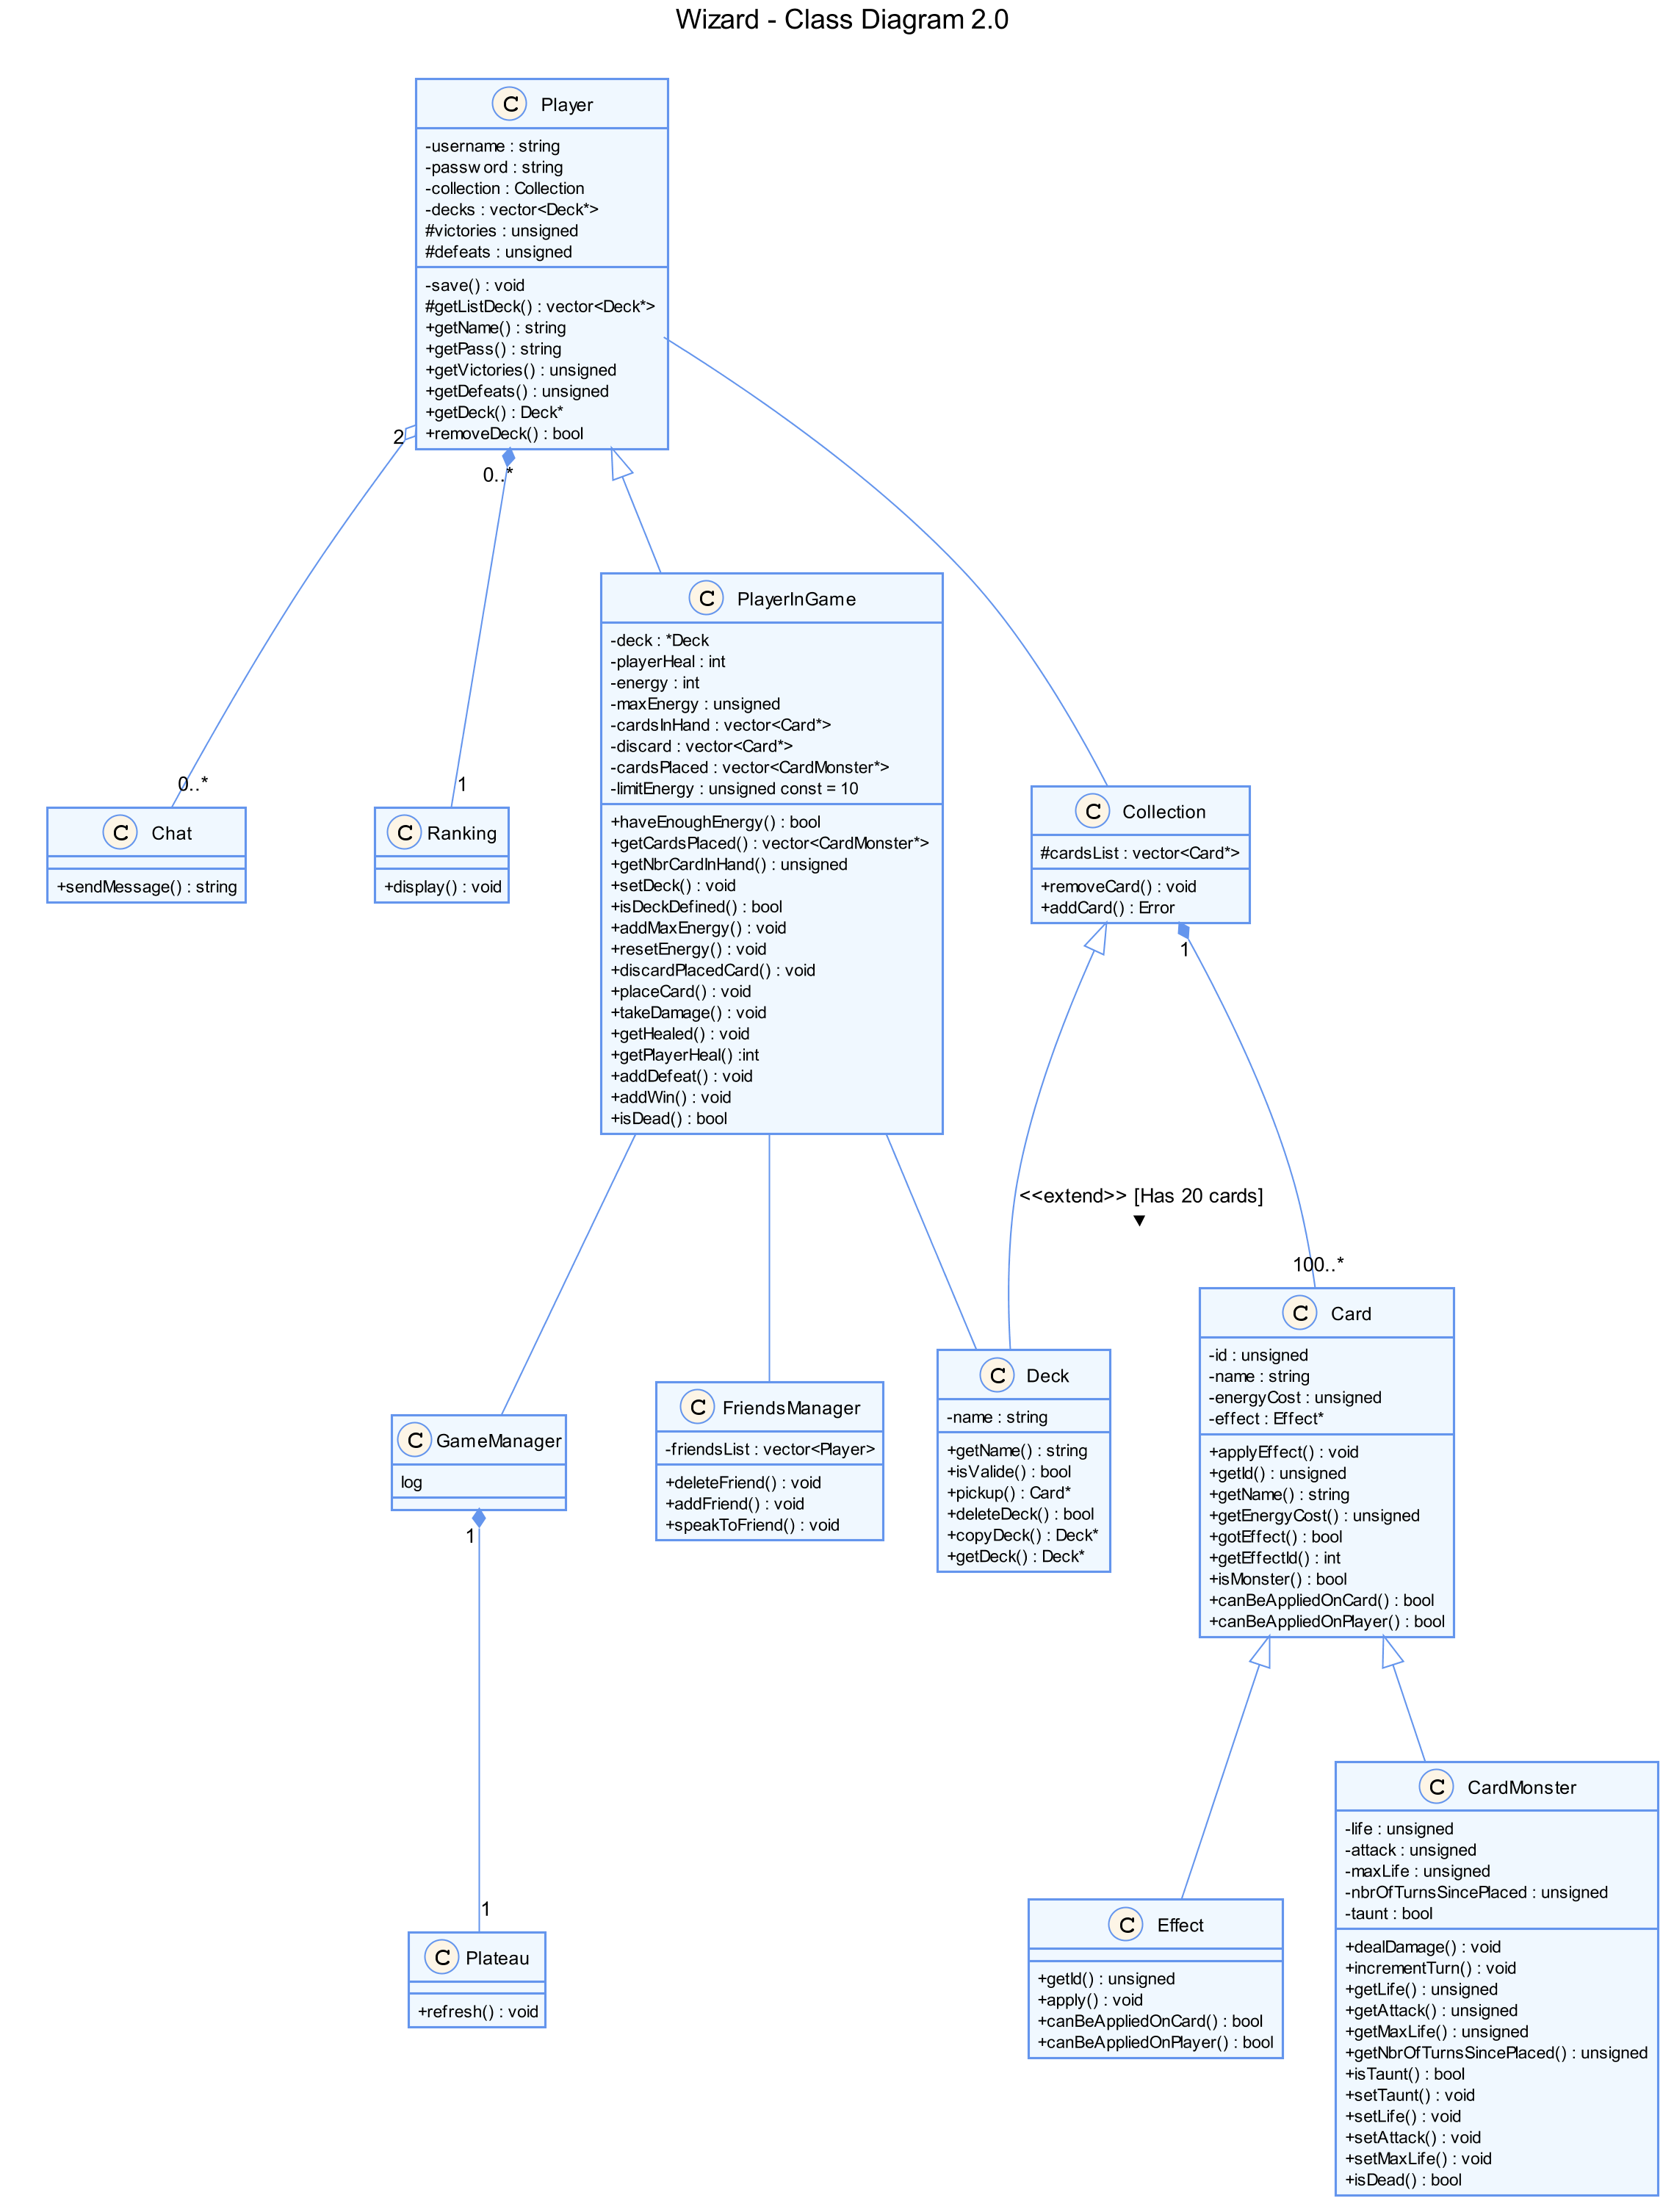 Wizard - Class Diagram 2.0
C Player
-username : string
-password : string
-collection : Collection
-decks : vector<Deck*>
#victories : unsigned
#defeats : unsigned
-save() : void
#getListDeck() : vector<Deck*>
+getName() : string
+getPass() : string
+getVictories() : unsigned
+getDefeats() : unsigned
+getDeck() : Deck*
+removeDeck() : bool
2
0..*
C PlayerInGame
-deck : *Deck
-playerHeal : int
-energy : int
-maxEnergy : unsigned
-cardsInHand : vector<Card*>
-discard : vector<Card*>
-cardsPlaced : vector<CardMonster*>
-limitEnergy : unsigned const = 10
+haveEnoughEnergy() : bool
+getCardsPlaced() : vector<CardMonster*>
+getNbrCardInHand() : unsigned
+setDeck() : void
+isDeckDefined() : bool
+addMaxEnergy() : void
+resetEnergy() : void
+discardPlacedCard() : void
+placeCard() : void
+takeDamage() : void
+getHealed() : void
+getPlayerHeal() :int
+addDefeat() : void
+addWin() : void
+isDead() : bool
0..*
C Chat
+sendMessage() : string
1
C Ranking
+display() : void
C Collection
#cardsList : vector<Card*>
+removeCard() : void
+addCard() : Error
1
<<extend>> [Has 20 cards]
▼
100..*
C Card
-id : unsigned
-name : string
-energyCost : unsigned
-effect : Effect*
+applyEffect() : void
+getId() : unsigned
+getName() : string
+getEnergyCost() : unsigned
+gotEffect() : bool
+getEffectId() : int
+isMonster() : bool
+canBeAppliedOnCard() : bool
+canBeAppliedOnPlayer() : bool
C Deck
-name : string
+getName() : string
+isValide() : bool
+pickup() : Card*
+deleteDeck() : bool
+copyDeck() : Deck*
+getDeck() : Deck*
C FriendsManager
-friendsList : vector<Player>
+deleteFriend() : void
+addFriend() : void
+speakToFriend() : void
C GameManager
log
1
1
C Plateau
+refresh() : void
C Effect
+getId() : unsigned
+apply() : void
+canBeAppliedOnCard() : bool
+canBeAppliedOnPlayer() : bool
C CardMonster
-life : unsigned
-attack : unsigned
-maxLife : unsigned
-nbrOfTurnsSincePlaced : unsigned
-taunt : bool
+dealDamage() : void
+incrementTurn() : void
+getLife() : unsigned
+getAttack() : unsigned
+getMaxLife() : unsigned
+getNbrOfTurnsSincePlaced() : unsigned
+isTaunt() : bool
+setTaunt() : void
+setLife() : void
+setAttack() : void
+setMaxLife() : void
+isDead() : bool